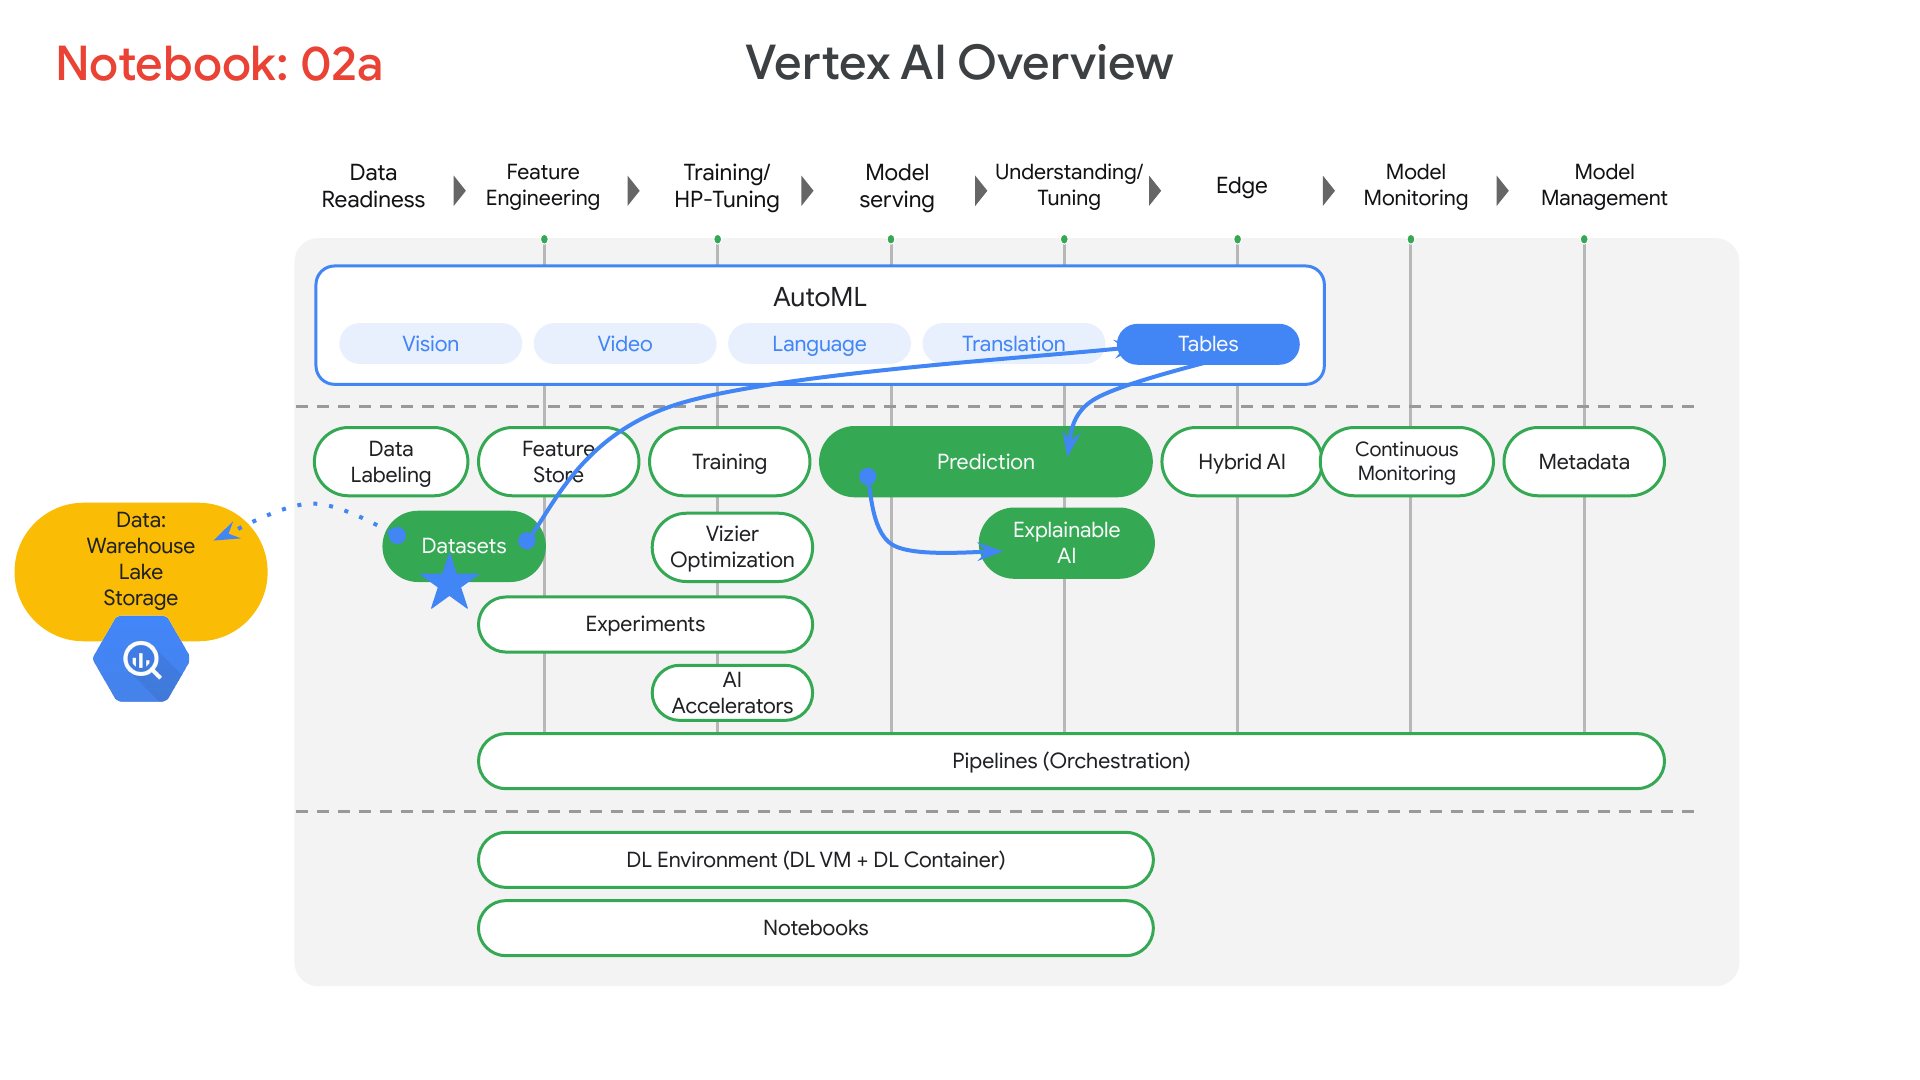 Notebook: 02a
Vertex AI Overview
Data
Readiness
Feature
Engineering
Training/
HP-Tuning
Model
serving
Understanding/
Tuning
Edge
Model
Monitoring
Model
Management
AutoML
Vision
Video
Language
Translation
Tables
Data
Labeling
Feature
Store
Training
Prediction
Hybrid AI
Continuous
Monitoring
Metadata
Data:
Warehouse
Lake
Storage
Datasets
Vizier
Optimization
Explainable
AI
Experiments
AI
Accelerators
Pipelines (Orchestration)
DL Environment (DL VM + DL Container)
Notebooks